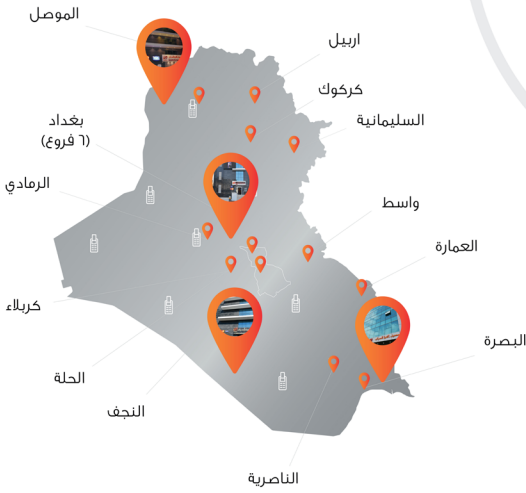 الموصل
اربيل
كركوك
السليمانية
بغداد
(٦ فروع)
الرمادي
واسط
العمارة
كربلاء
البصرة
الحلة
النجف
الناصرية